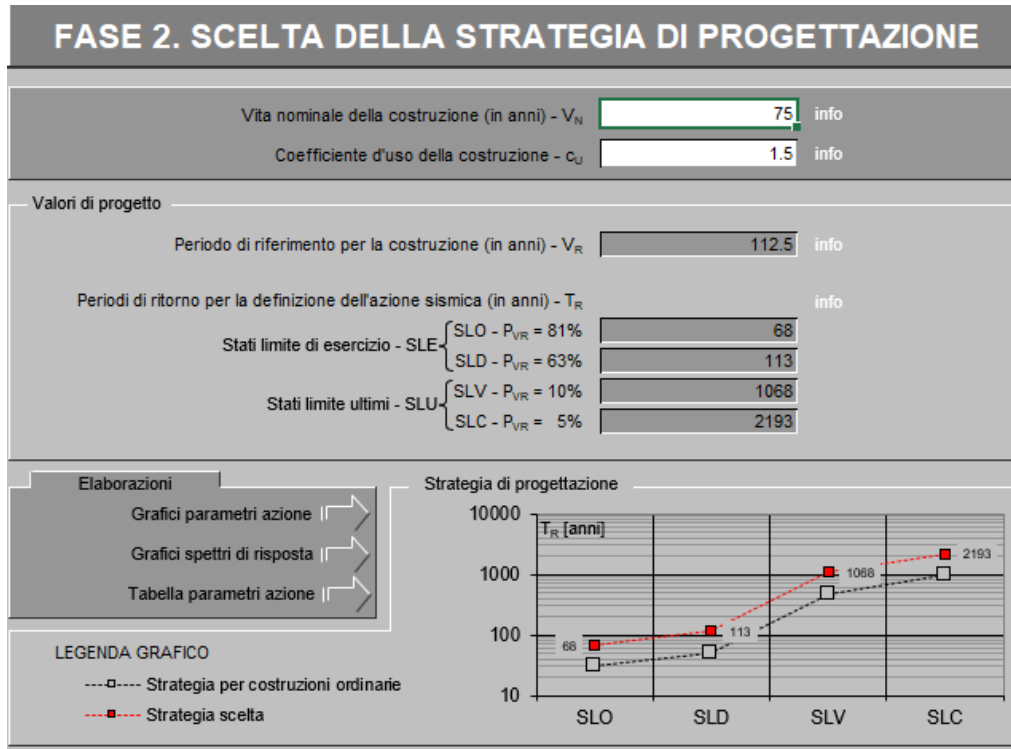 FASE 2. SCELTA DELLA STRATEGIA DI PROGETTAZIONE
Vita nominale della costruzione (in anni) - VN 75 info
Coefficiente d'uso della costruzione - cU 1.5 info
Valori di progetto
Periodo di riferimento per la costruzione (in anni) - VR 112.5 info
Periodi di ritorno per la definizione dell'azione sismica (in anni) - TR info
Stati limite di esercizio - SLE
SLO - PVR = 81% 68
SLD - PVR = 63% 113
Stati limite ultimi - SLU
SLV - PVR = 10% 1068
SLC - PVR = 5% 2193
Elaborazioni
Grafici parametri azione
Grafici spettri di risposta
Tabella parametri azione
LEGENDA GRAFICO
Strategia per costruzioni ordinarie
Strategia scelta
Strategia di progettazione
TR [anni]
10000
1000
100
10
68
113
1068
2193
SLO SLD SLV SLC